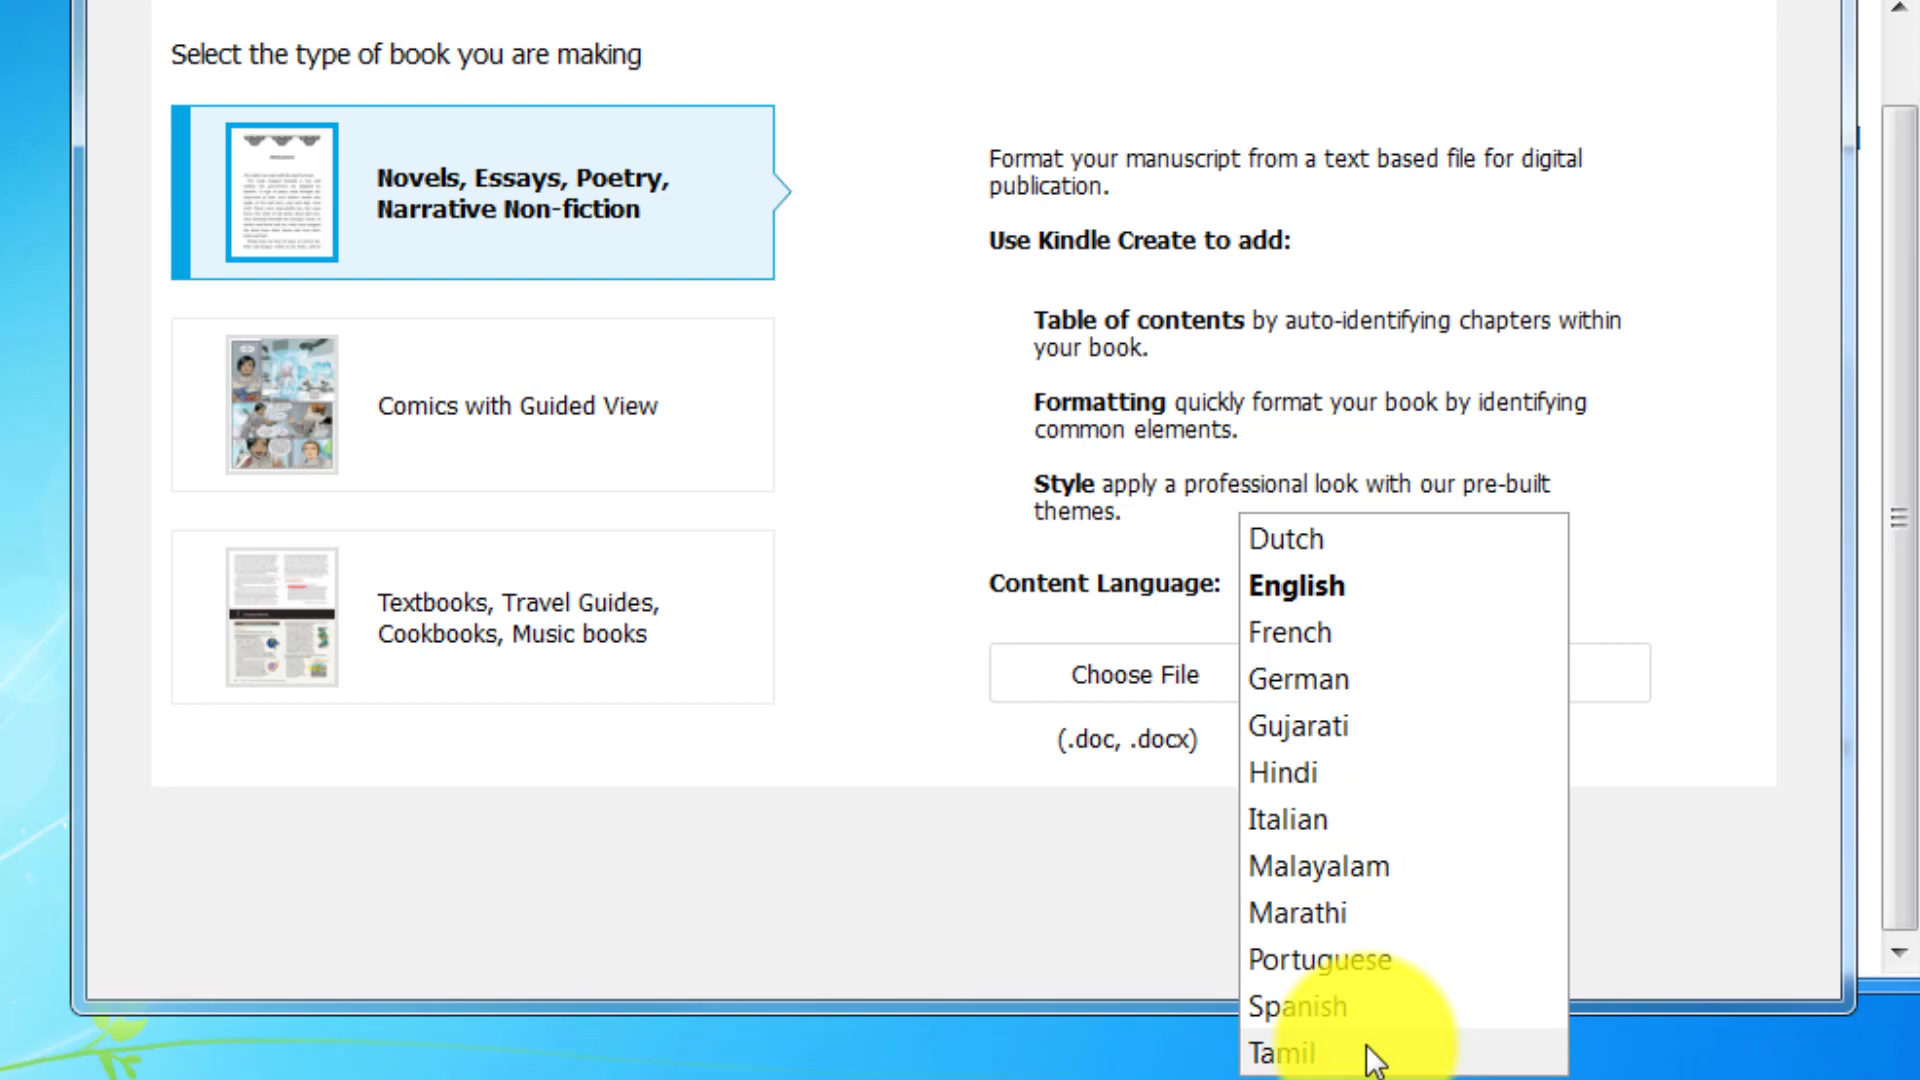 Select the type of book you are making
Novels, Essays, Poetry,
Narrative Non-fiction
Comics with Guided View
Textbooks, Travel Guides,
Cookbooks, Music books
Format your manuscript from a text based file for digital
publication.
Use Kindle Create to add:
Table of contents by auto-identifying chapters within
your book.
Formatting quickly format your book by identifying
common elements.
Style apply a professional look with our pre-built
themes.
Content Language:
Dutch
English
French
German
Gujarati
Hindi
Italian
Malayalam
Marathi
Portuguese
Spanish
Tamil
Choose File
(.doc, .docx)